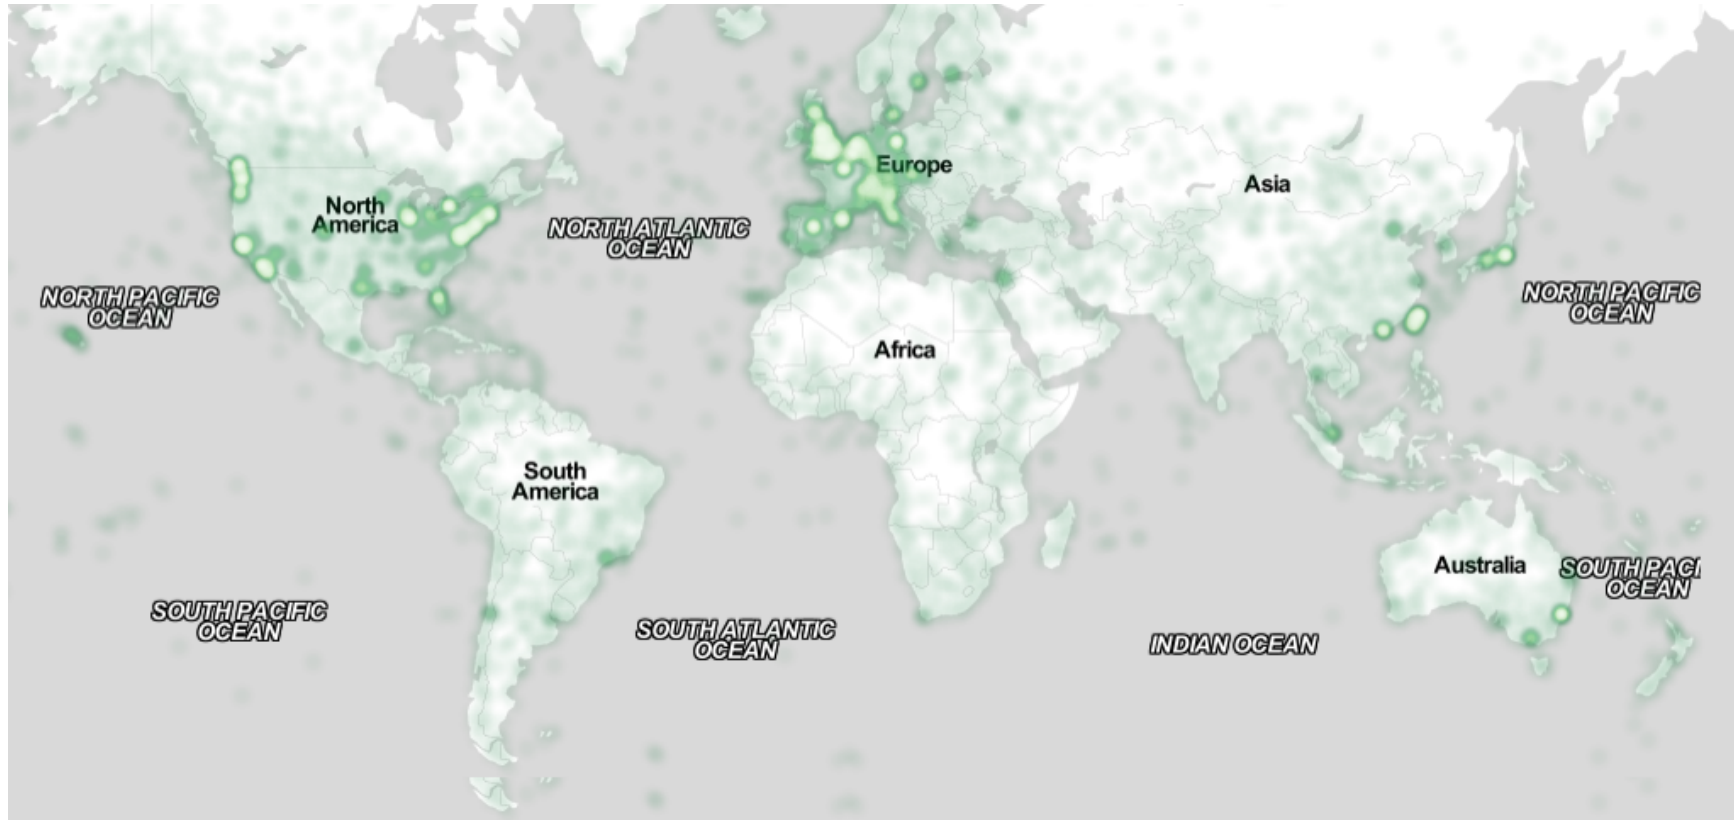 Europe
Asia
North
America
NORTH ATLANTIC
OCEAN
NORTH PACIFIC
OCEAN
NORTH PACIFIC
OCEAN
Africa
South
America
Australia
SOUTH PACI
OCEAN
SOUTH PACIFIC
OCEAN
SOUTH ATLANTIC
OCEAN
INDIAN OCEAN